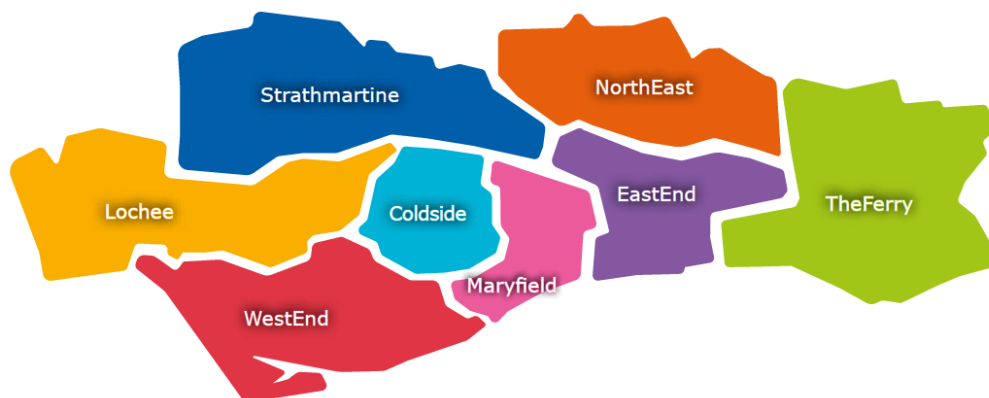 Strathmartine
NorthEast
Lochee
Coldside
EastEnd
TheFerry
Maryfield
WestEnd